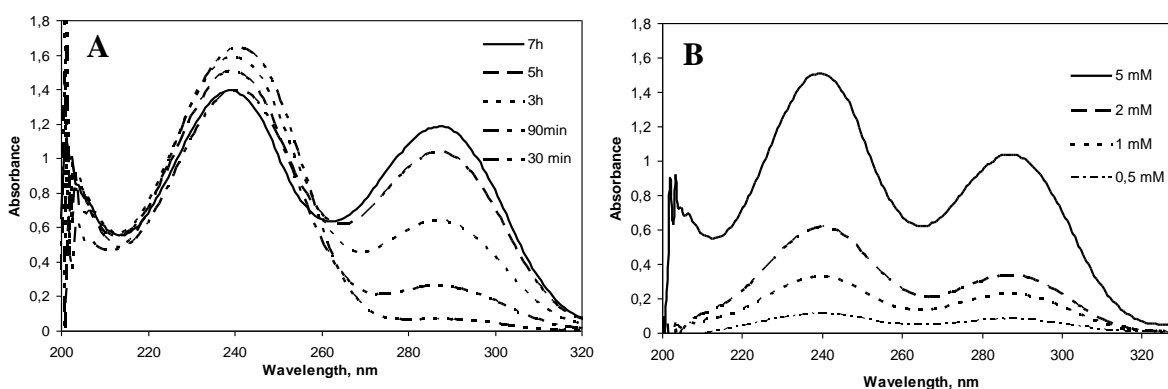 A
Absorbance
1,8
1,6
1,4
1,2
1
0,8
0,6
0,4
0,2
0
200 220 240 260 280 300 320
Wavelength, nm
7h
5h
3h
90min
30 min
B
Absorbance
1,8
1,6
1,4
1,2
1
0,8
0,6
0,4
0,2
0
200 220 240 260 280 300 320
Wavelength, nm
5 mM
2 mM
1 mM
0,5 mM